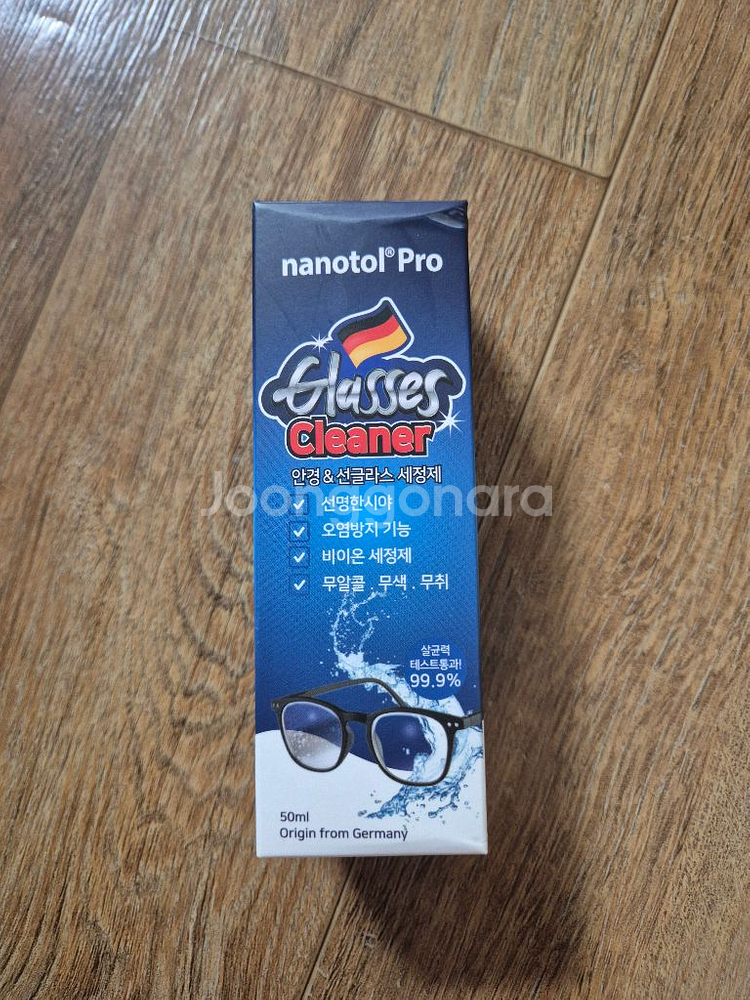 nanotol® Pro
Glasses
Cleaner
안경 & 선글라스 세정제
Joonggonara
선명한시야
오염방지 기능
비이온 세정제
무알콜 . 무색 . 무취
살균력
테스트통과!
99.9%
50ml
Origin from Germany